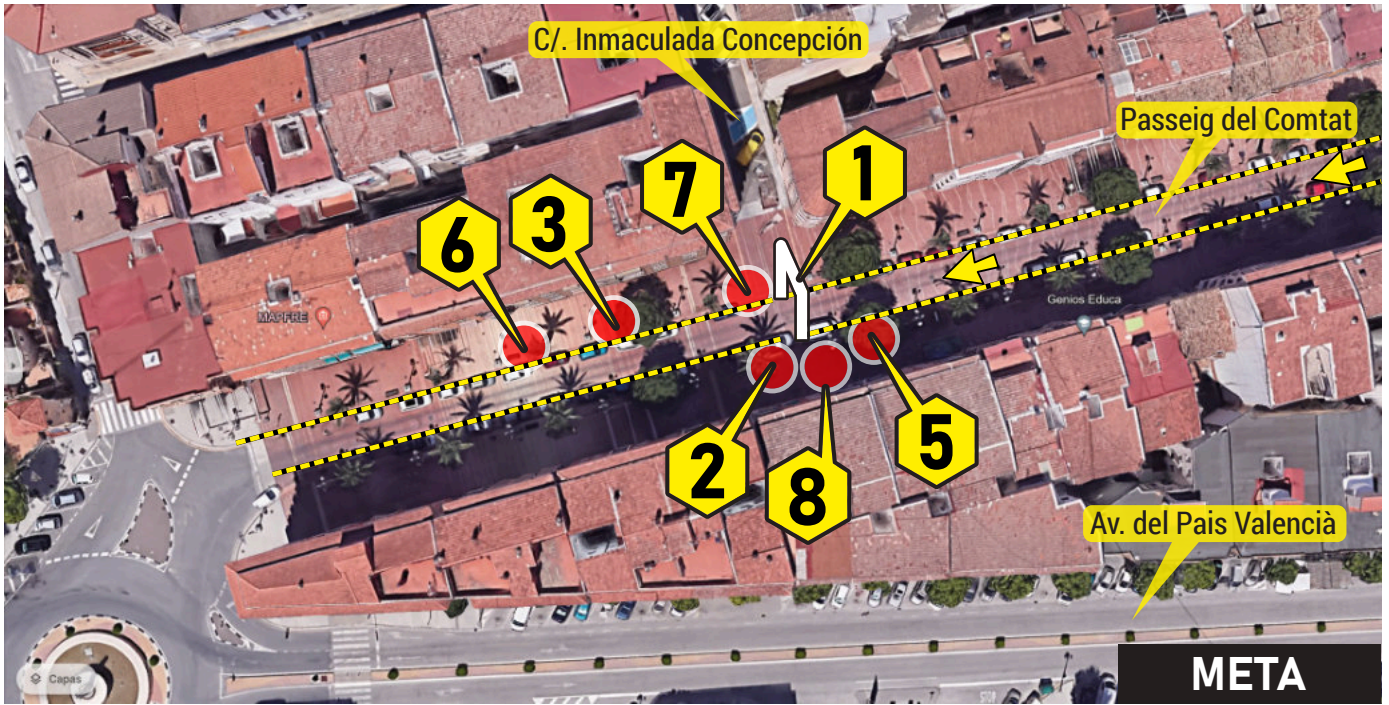 C/. Inmaculada Concepción
Passeig del Comtat
7
1
3
6
MAPFRE
Genios Educa
2
8
5
Av. del Pais Valencià
Capas
META